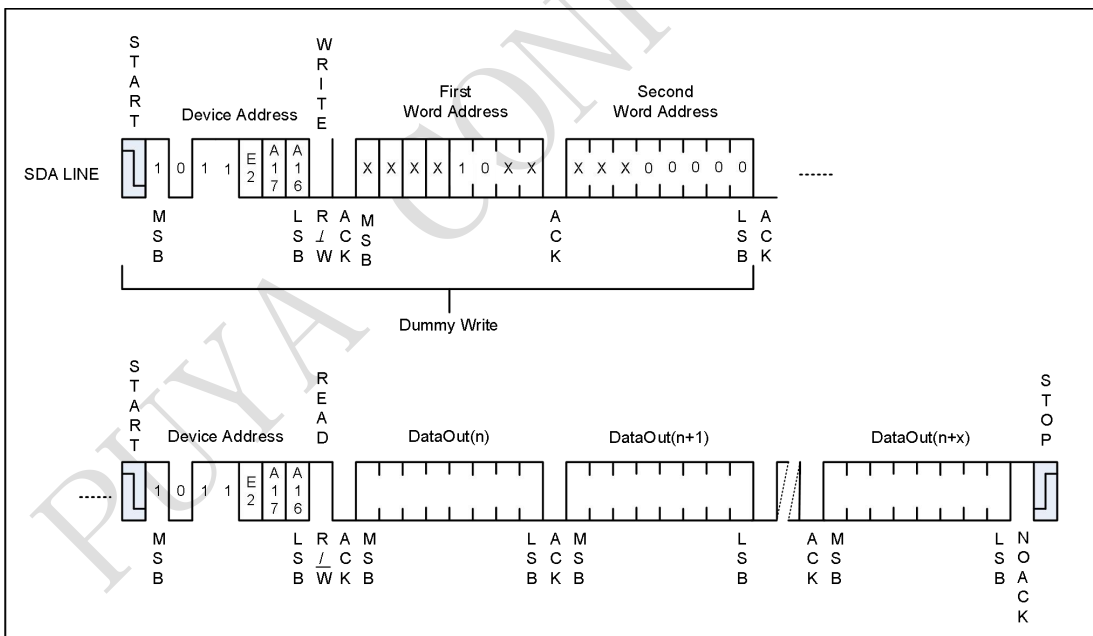 START
WRITE
Device Address
First
Word Address
Second
Word Address
SDA LINE
1 0 1 1 E2 A17 A16
X X X X 1 0 X X
X X X 0 0 0 0 0
MSB
LSB
R/W
ACK
MSB
ACK
LSB
ACK
Dummy Write
START
READ
STOP
Device Address
DataOut(n)
DataOut(n+1)
DataOut(n+x)
1 0 1 1 E2 A17 A16
MSB
LSB
R/W
ACK
MSB
LSB
ACK
MSB
LSB
ACK
MSB
LSB
NOACK
PUYA CONI